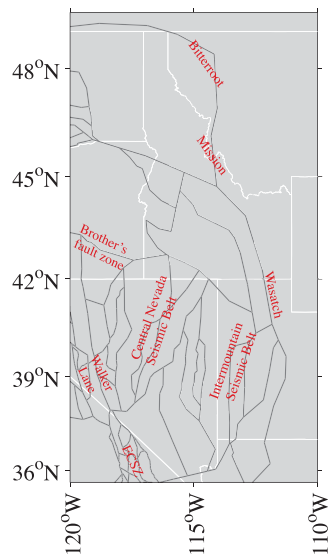 48°N
45°N
42°N
39°N
36°N
120°W
115°W
110°W
Bitterroot
Mission
Brother's
fault zone
Wasatch
Central Nevada
Seismic Belt
Intermountain
Seismic Belt
Walker
Lane
ECSZ